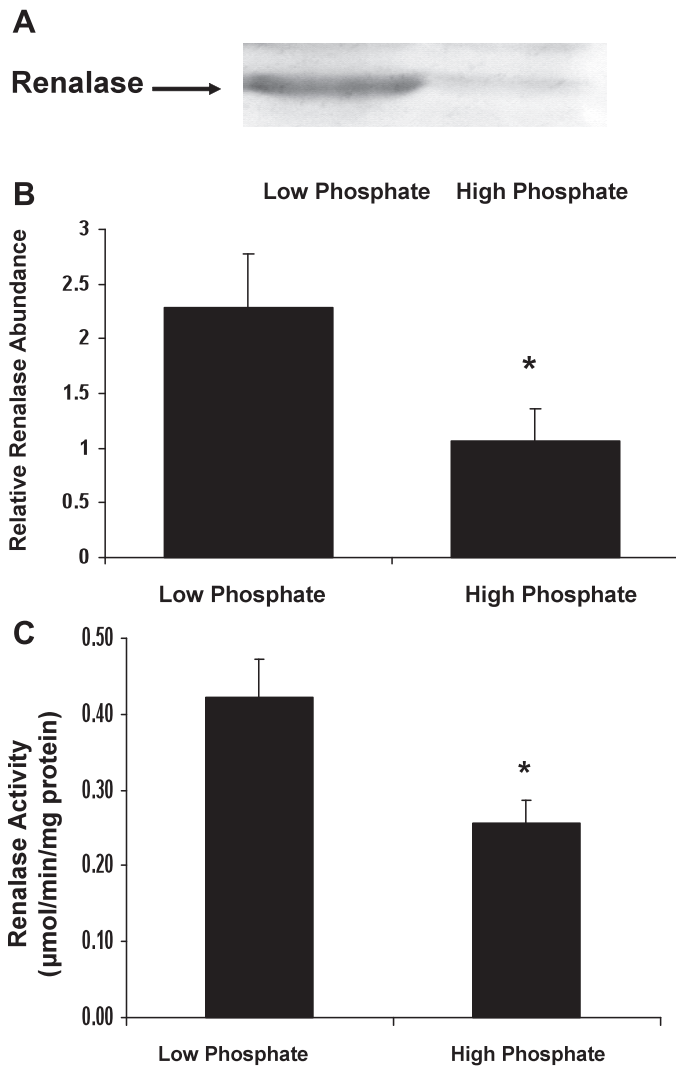 A
Renalase
Low Phosphate High Phosphate
B
Relative Renalase Abundance
3
2.5
2
1.5
1
0.5
0
*
Low Phosphate High Phosphate
C
Renalase Activity
(μmol/min/mg protein)
0.50
0.40
0.30
0.20
0.10
0.00
*
Low Phosphate High Phosphate